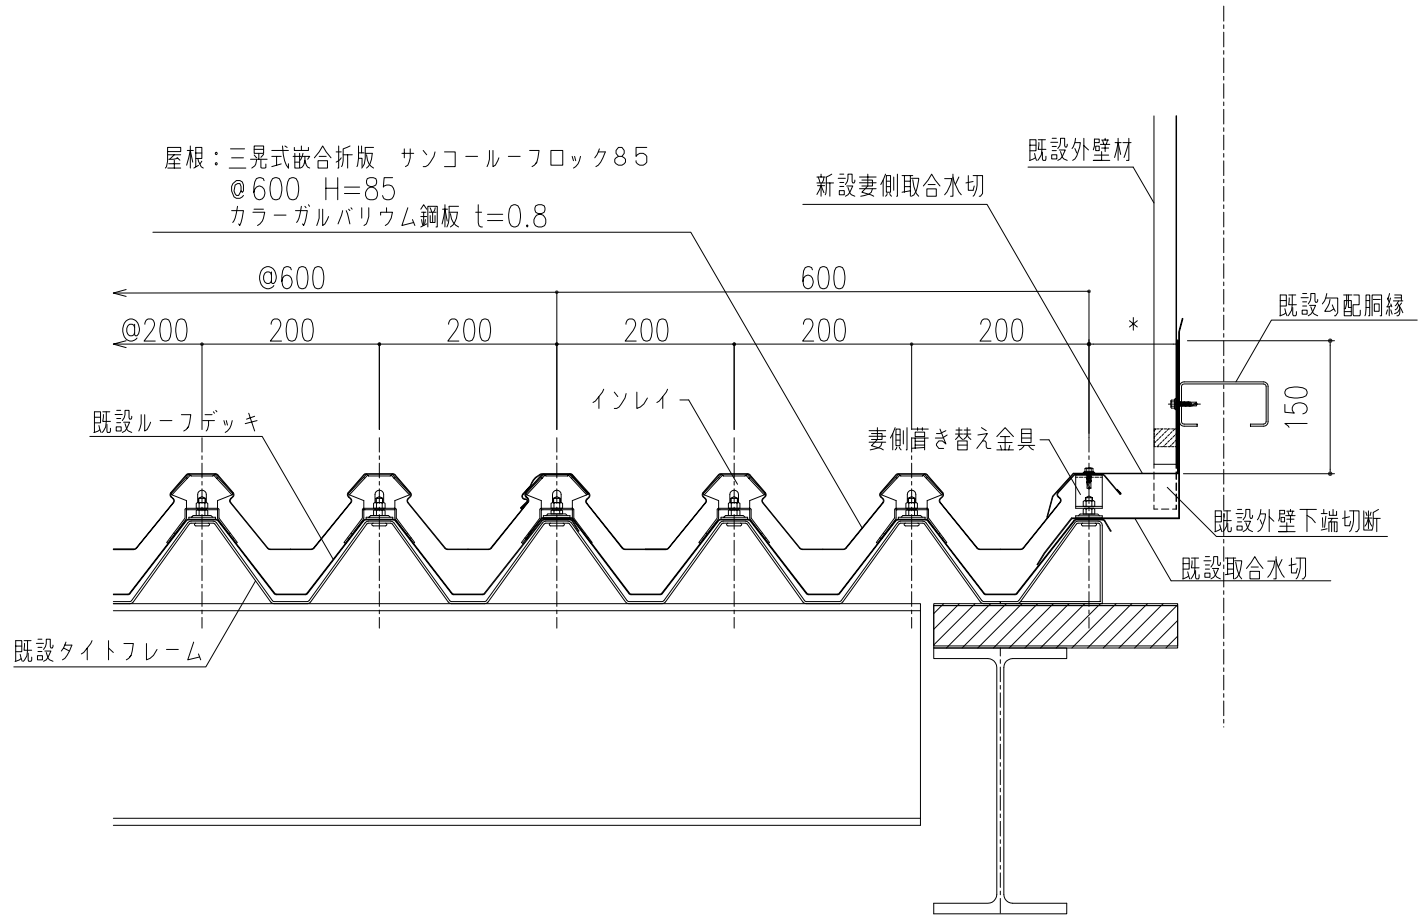 屋根：三晃式嵌合折版　サンコールーフロック８５
@600　H=85
カラーガルバリウム鋼板 t=0.8
既設外壁材
新設妻側取合水切
@600
600
既設勾配胴縁
@200
200
200
200
200
200
*
150
インレイ
既設ルーフデッキ
妻側葺き替え金具
既設外壁下端切断
既設取合水切
既設タイトフレーム